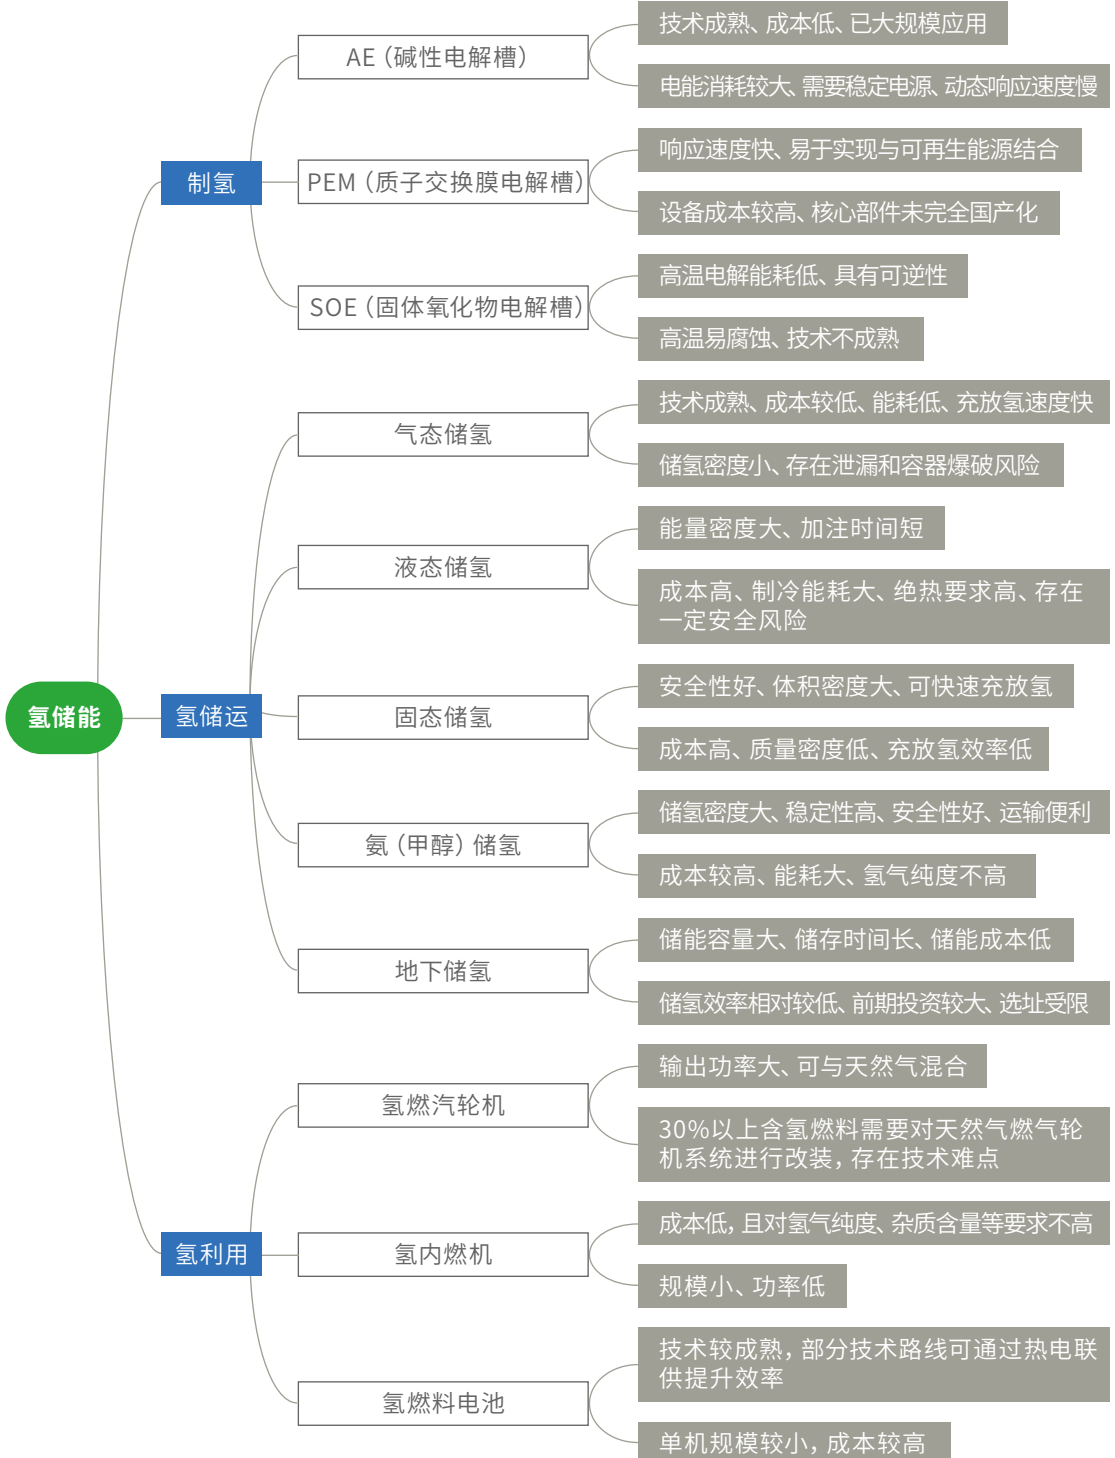 氢储能
制氢
AE（碱性电解槽）
技术成熟、成本低、已大规模应用
电能消耗较大、需要稳定电源、动态响应速度慢
PEM（质子交换膜电解槽）
响应速度快、易于实现与可再生能源结合
设备成本较高、核心部件未完全国产化
SOE（固体氧化物电解槽）
高温电解能耗低、具有可逆性
高温易腐蚀、技术不成熟
氢储运
气态储氢
技术成熟、成本较低、能耗低、充放氢速度快
储氢密度小、存在泄漏和容器爆破风险
液态储氢
能量密度大、加注时间短
成本高、制冷能耗大、绝热要求高、存在
一定安全风险
固态储氢
安全性好、体积密度大、可快速充放氢
成本高、质量密度低、充放氢效率低
氨（甲醇）储氢
储氢密度大、稳定性高、安全性好、运输便利
成本较高、能耗大、氢气纯度不高
地下储氢
储能容量大、储存时间长、储能成本低
储氢效率相对较低、前期投资较大、选址受限
氢利用
氢燃汽轮机
输出功率大、可与天然气混合
30%以上含氢燃料需要对天然气燃气轮
机系统进行改装，存在技术难点
氢内燃机
成本低，且对氢气纯度、杂质含量等要求不高
规模小、功率低
氢燃料电池
技术较成熟，部分技术路线可通过热电联
供提升效率
单机规模较小，成本较高